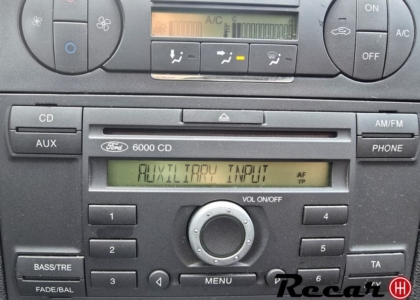 A/C
ON
A/C
OFF
CD
AM/FM
Ford 6000 CD
AUX
PHONE
AUXILIARY INPUT
AF
TP
VOL ON/OFF
1
4
2
5
BASS/TRE
TA
3
MENU
6
FADE/BAL
Recar